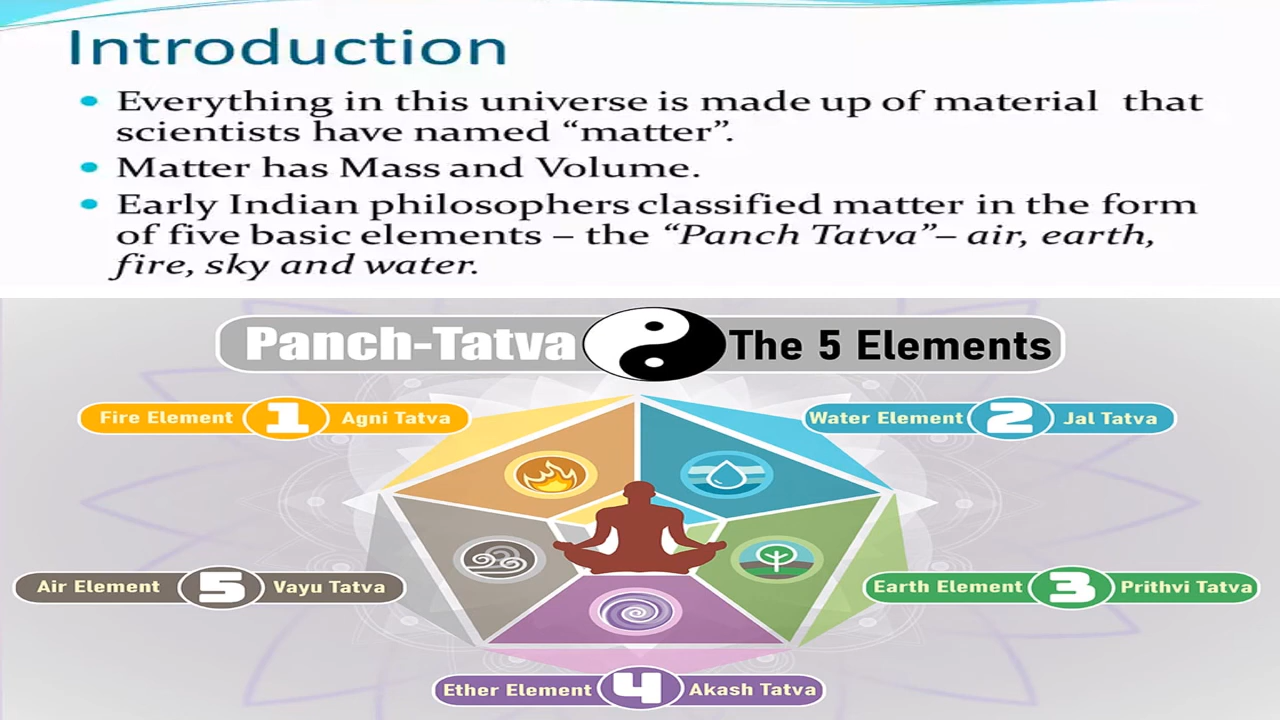 Introduction
• Everything in this universe is made up of material that
scientists have named “matter”.
• Matter has Mass and Volume.
• Early Indian philosophers classified matter in the form
of five basic elements – the “Panch Tatva”– air, earth,
fire, sky and water.
Panch-Tatva The 5 Elements
Fire Element 1 Agni Tatva
Water Element 2 Jal Tatva
Air Element 5 Vayu Tatva
Earth Element 3 Prithvi Tatva
Ether Element 4 Akash Tatva